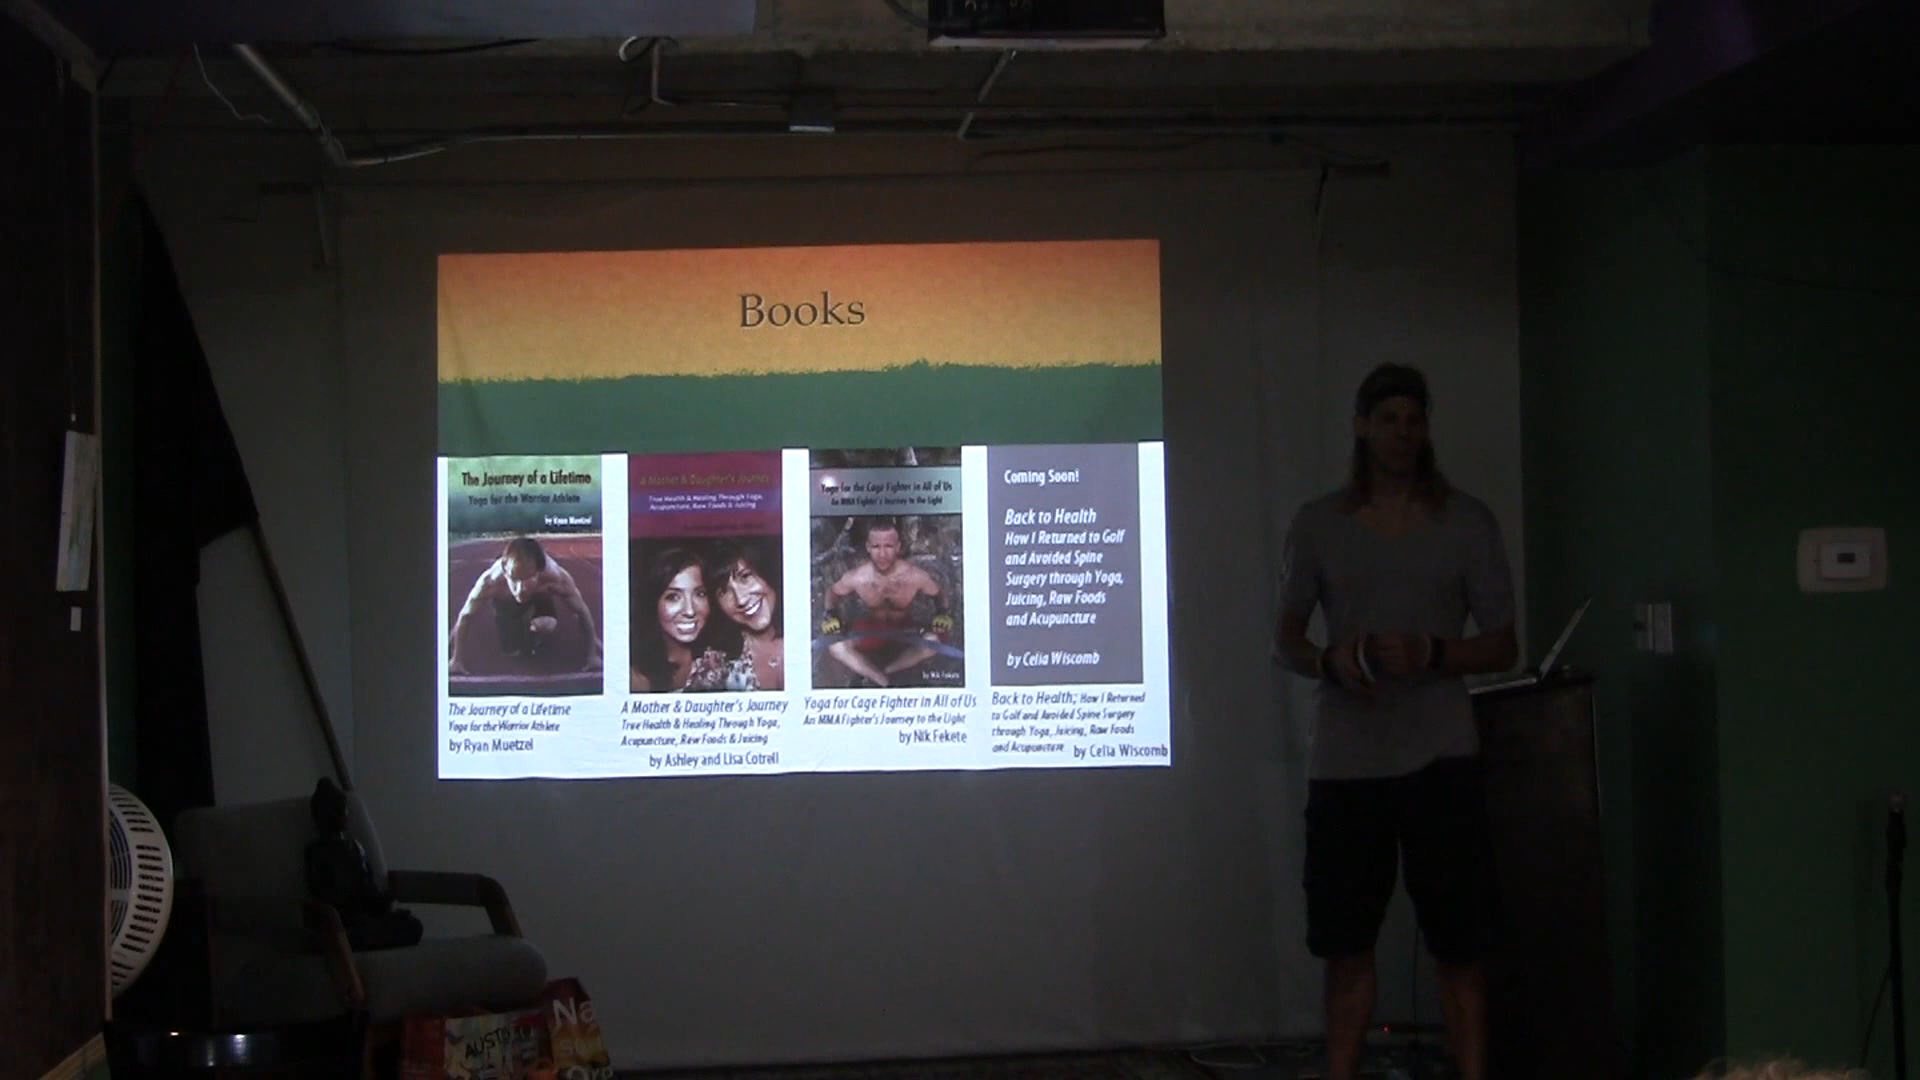 Books
The Journey of a Lifetime
Yoga for the Warrior Athlete
by Ryan Muetzel
A Mother & Daughter's Journey
True Health & Healing Through Yoga,
Acupuncture, Raw Foods & Juicing
Yoga for the Cage Fighter in All of Us
An MMA Fighter's Journey to the Light
by Nik Fekete
Coming Soon!
Back to Health
How I Returned to Golf
and Avoided Spine
Surgery through Yoga,
Juicing, Raw Foods
and Acupuncture
by Celia Wiscomb
The Journey of a Lifetime
Yoga for the Warrior Athlete
by Ryan Muetzel
A Mother & Daughter's Journey
True Health & Healing Through Yoga,
Acupuncture, Raw Foods & Juicing
by Ashley and Lisa Cotrell
Yoga for Cage Fighter in All of Us
An MMA Fighter's Journey to the Light
by Nik Fekete
Back to Health; How I Returned
to Golf and Avoided Spine Surgery
through Yoga, Juicing, Raw Foods
and Acupuncture by Celia Wiscomb
Na